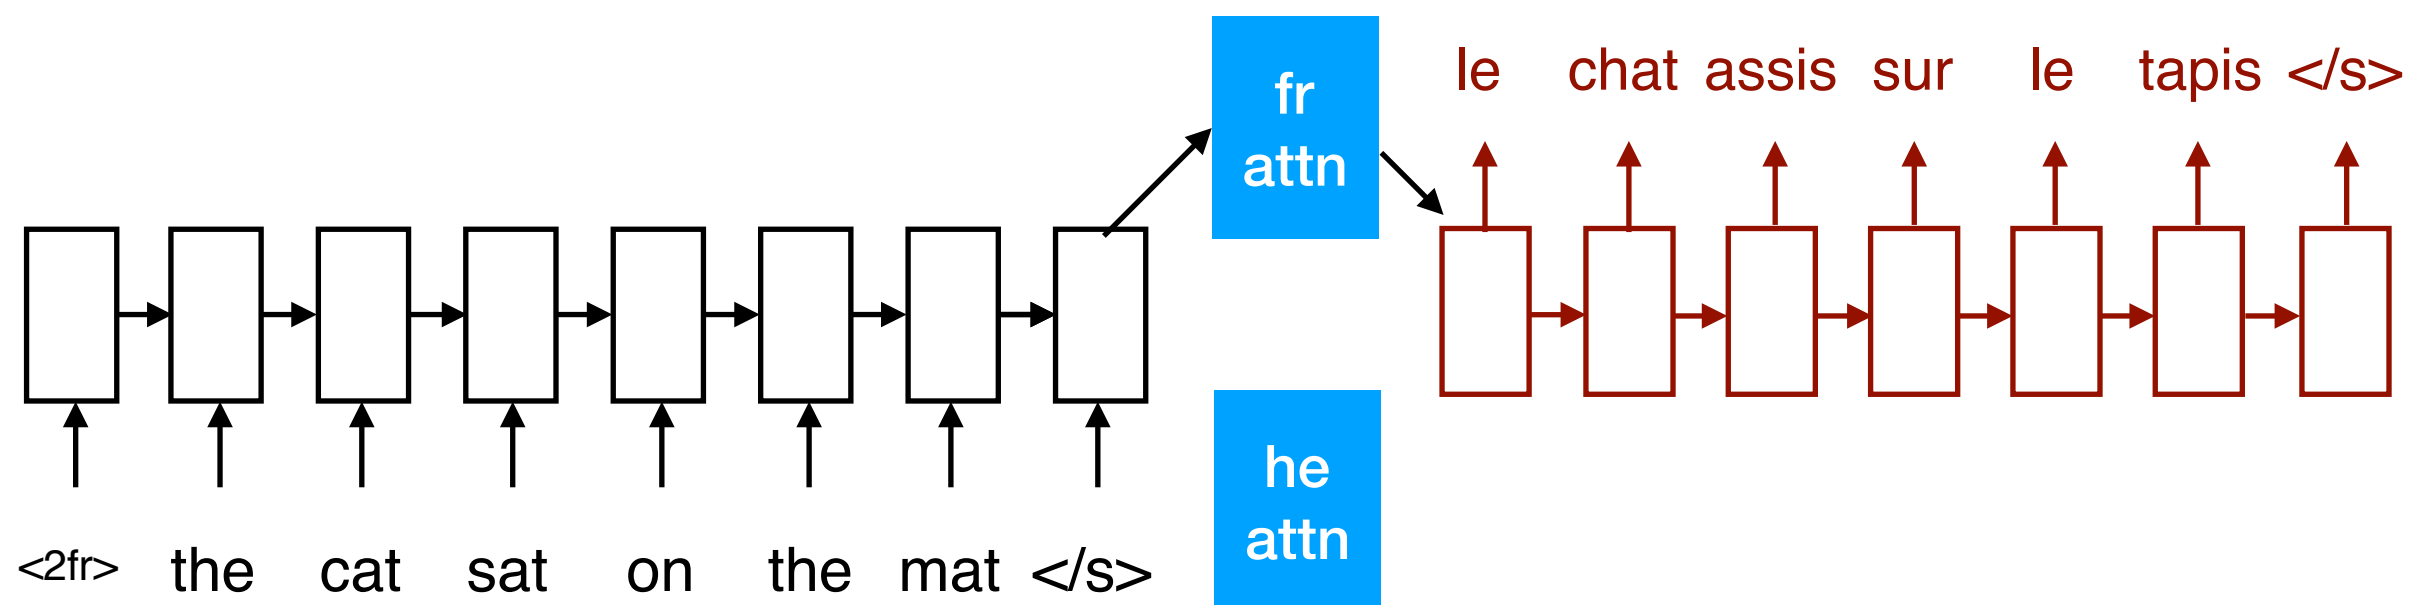 fr
attn
le chat assis sur le tapis </s>
he
attn
<2fr> the cat sat on the mat </s>